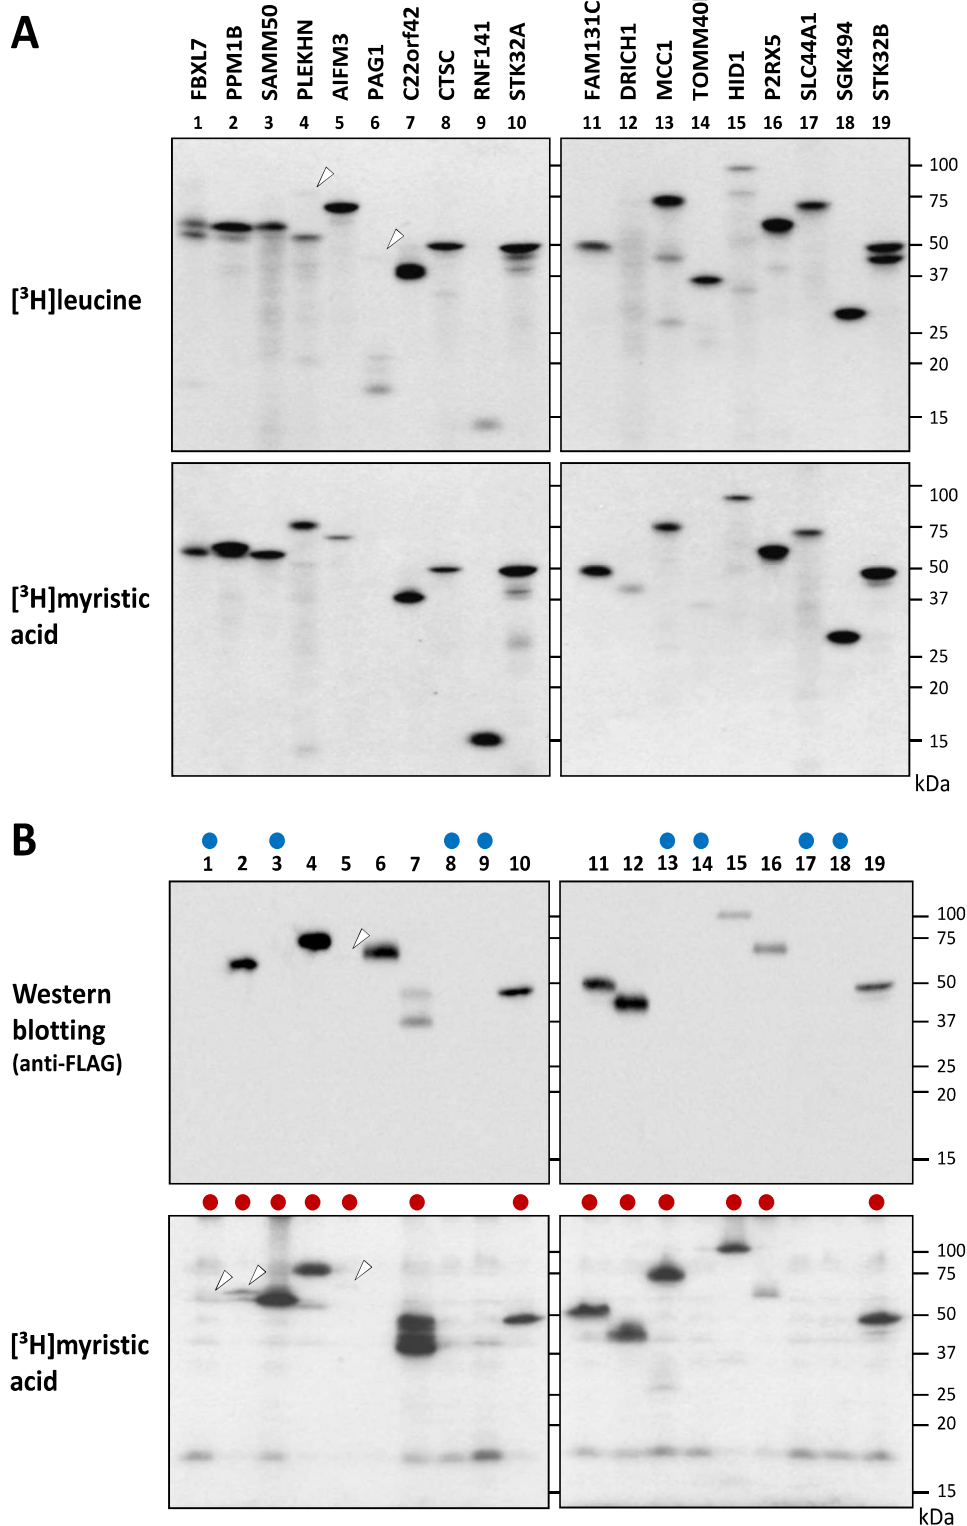 A
FBXL7 PPM1B SAMM50 PLEKHN AIFM3 PAG1 C22orf42 CTSC RNF141 STK32A FAM131C DRICH1 MCC1 TOMM40 HID1 P2RX5 SLC44A1 SGK494 STK32B
1 2 3 4 5 6 7 8 9 10 11 12 13 14 15 16 17 18 19
[³H]leucine
100
75
50
37
25
20
15
[³H]myristic
acid
100
75
50
37
25
20
15
kDa
B
1 2 3 4 5 6 7 8 9 10 11 12 13 14 15 16 17 18 19
Western
blotting
(anti-FLAG)
100
75
50
37
25
20
15
[³H]myristic
acid
100
75
50
37
25
20
15
kDa